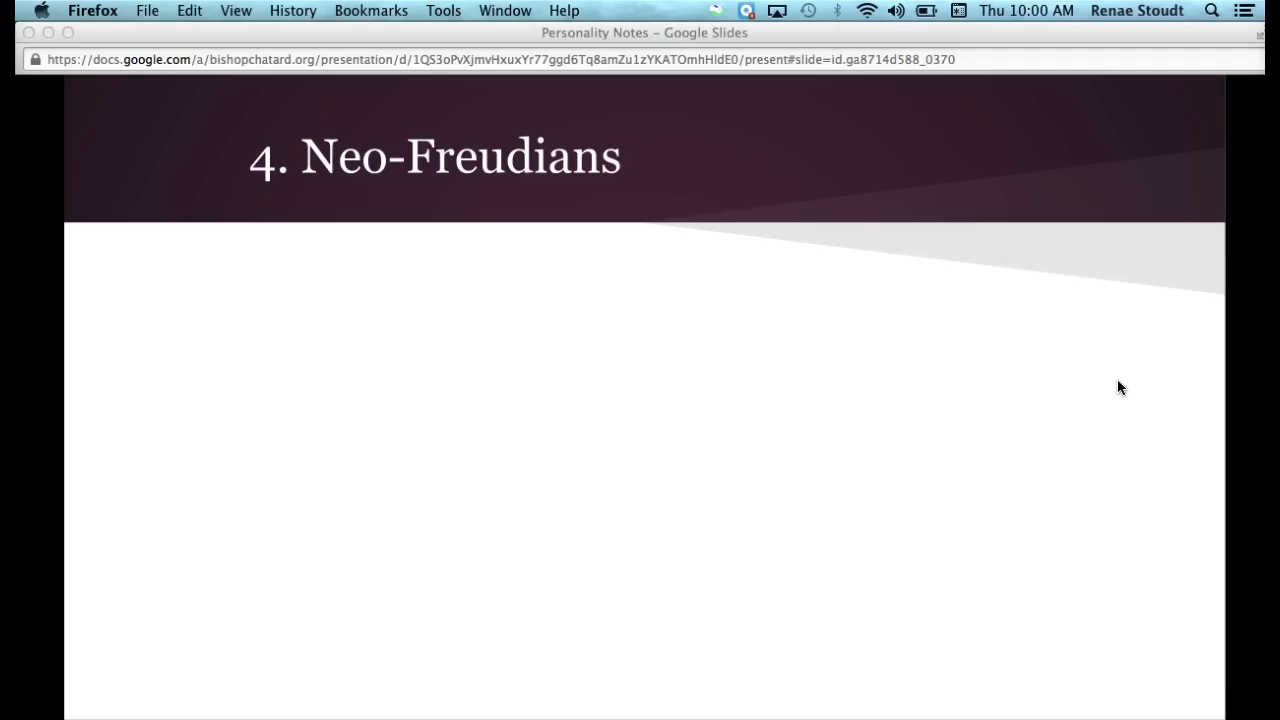 Firefox File Edit View History Bookmarks Tools Window Help Thu 10:00 AM Renae Stoudt
Personality Notes – Google Slides
https://docs.google.com/a/bishopchatard.org/presentation/d/1QS3oPvXjmvHxuxYr77ggd6Tq8amZu1zYKATOmhHIdE0/present#slide=id.ga8714d588_0370
4. Neo-Freudians